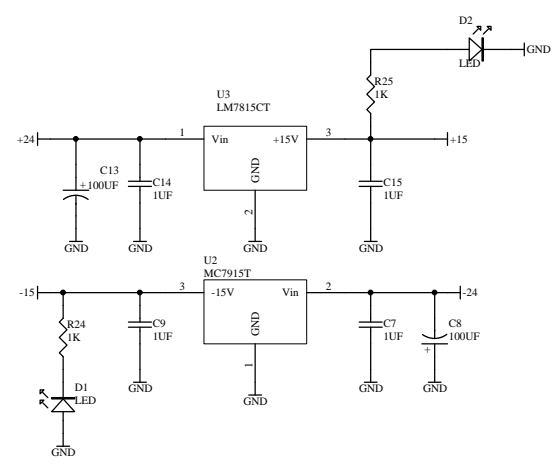 D2
LED
GND
R25
1K
U3
LM7815CT
+24
1
Vin
+15V
3
+15
GND
2
C13
+100UF
C14
1UF
C15
1UF
GND
GND
GND
GND
U2
MC7915T
-15
3
-15V
Vin
2
-24
GND
1
R24
1K
C9
1UF
C7
1UF
C8
100UF
+
D1
LED
GND
GND
GND
GND
GND